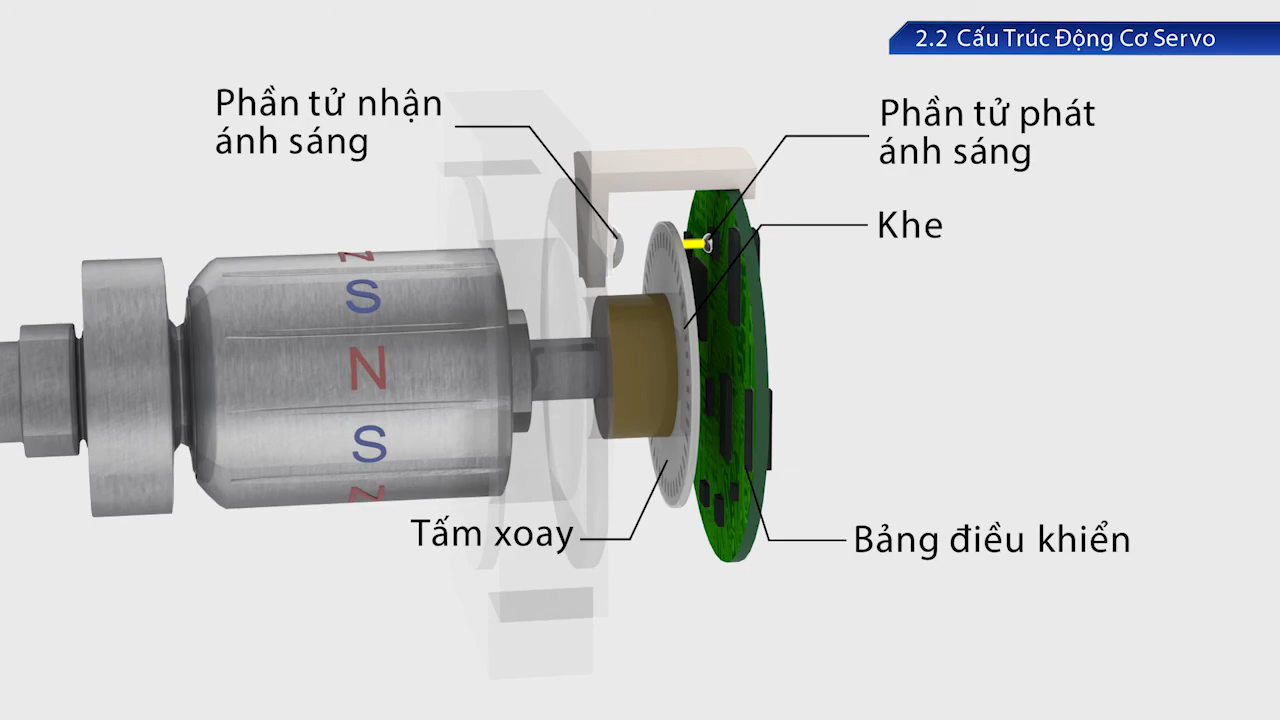 2.2 Cấu Trúc Động Cơ Servo
Phần tử nhận
ánh sáng
Phần tử phát
ánh sáng
Khe
N
S
N
S
N
Tấm xoay
Bảng điều khiển